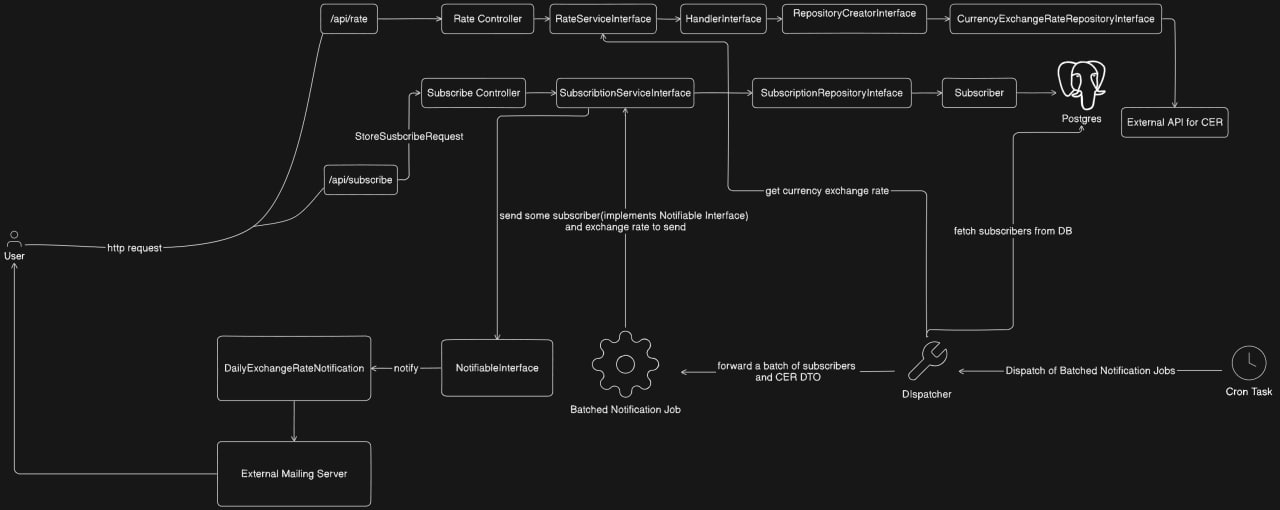 /api/rate
Rate Controller
RateServiceInterface
HandlerInterface
RepositoryCreatorInterface
CurrencyExchangeRateRepositoryInterface
Subscribe Controller
SubscribtionServiceInterface
SubscriptionRepositoryInteface
Subscriber
Postgres
External API for CER
StoreSusbcribeRequest
/api/subscribe
get currency exchange rate
send some subscriber(implements Notifiable Interface)
and exchange rate to send
fetch subscribers from DB
http request
User
DailyExchangeRateNotification
notify
NotifiableInterface
Batched Notification Job
forward a batch of subscribers
and CER DTO
DIspatcher
Dispatch of Batched Notification Jobs
Cron Task
External Mailing Server